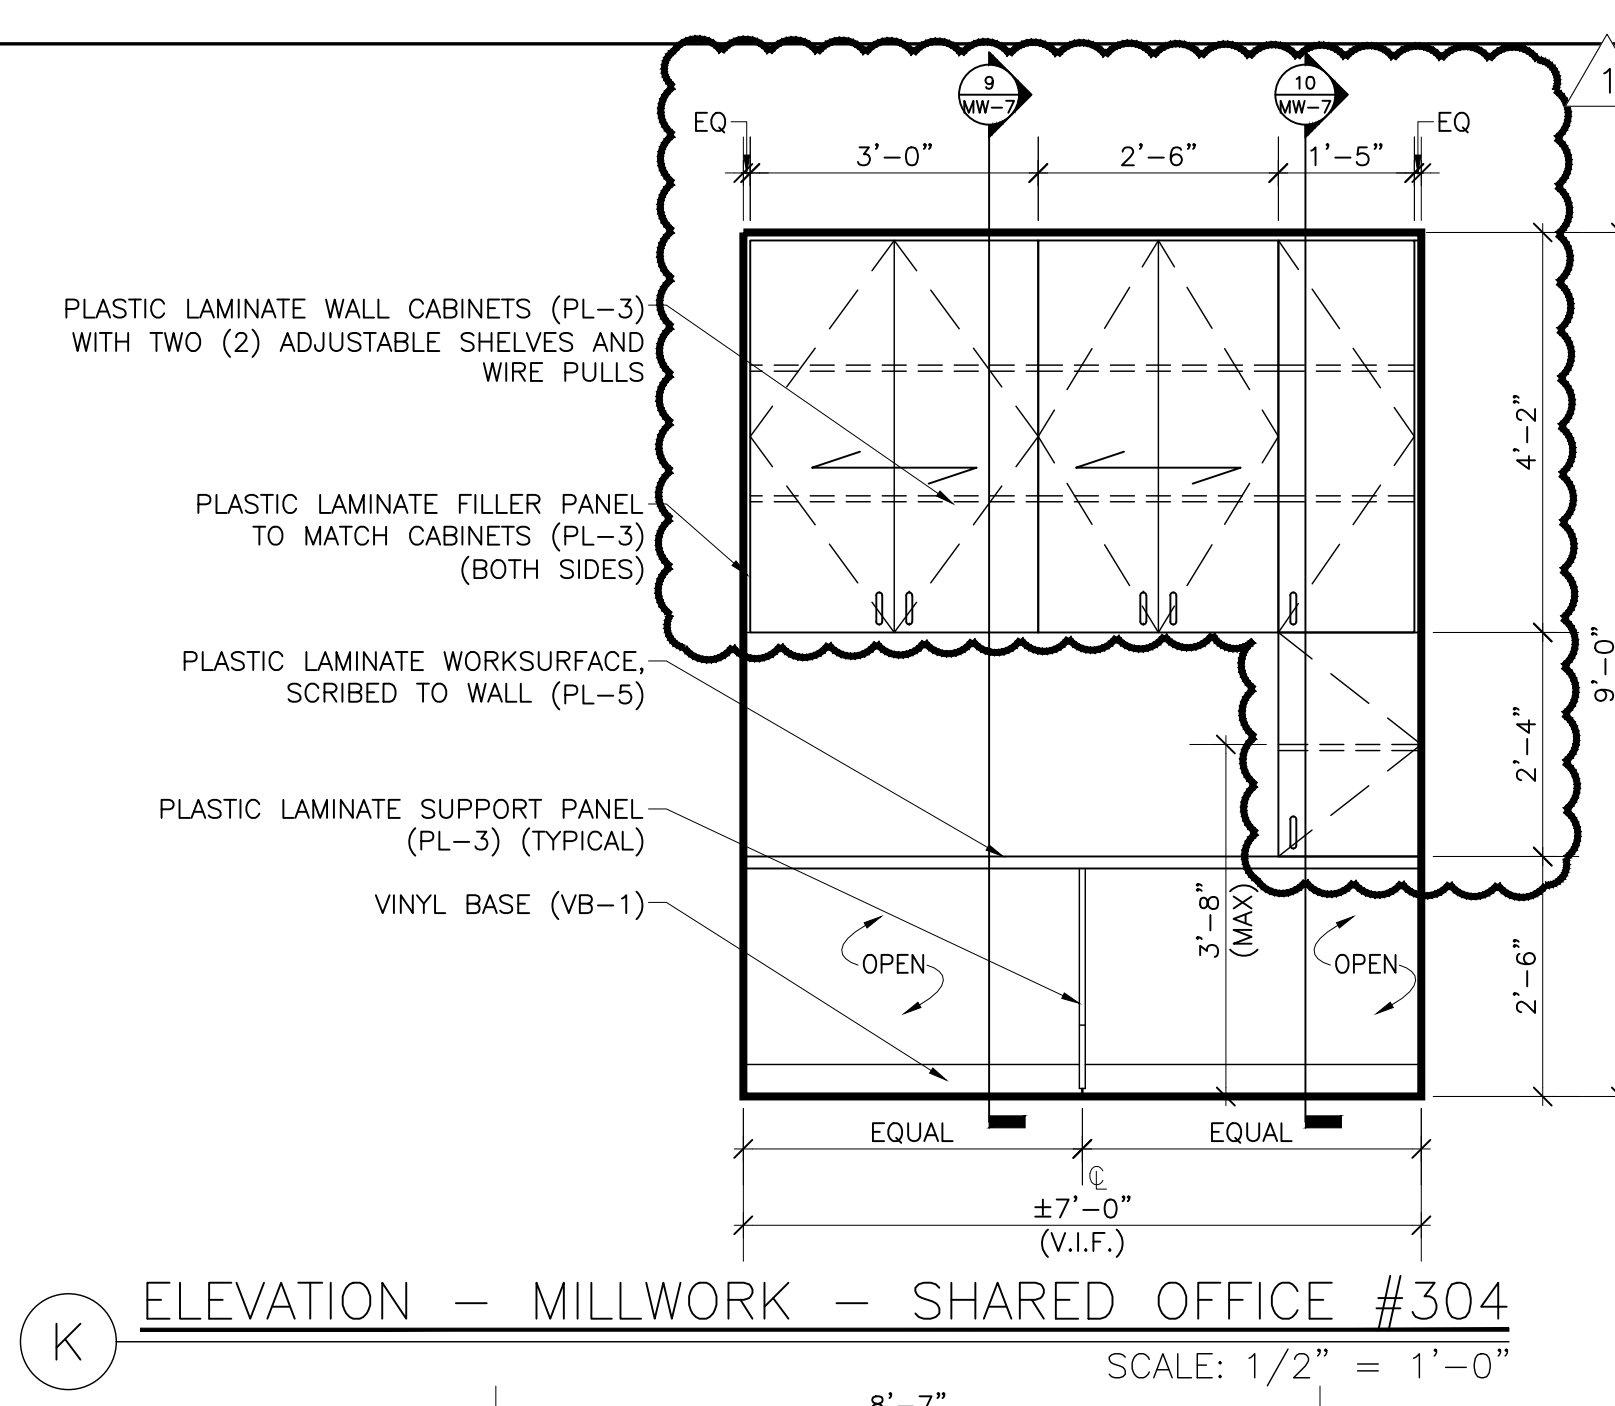 1
9
MW-7
10
MW-7
EQ
EQ
3'-0"
2'-6"
1'-5"
PLASTIC LAMINATE WALL CABINETS (PL-3)
WITH TWO (2) ADJUSTABLE SHELVES AND
WIRE PULLS
4'-2"
PLASTIC LAMINATE FILLER PANEL
TO MATCH CABINETS (PL-3)
(BOTH SIDES)
PLASTIC LAMINATE WORKSURFACE,
SCRIBED TO WALL (PL-5)
9'-0"
2'-4"
PLASTIC LAMINATE SUPPORT PANEL
(PL-3) (TYPICAL)
VINYL BASE (VB-1)
3'-8"
(MAX)
OPEN
OPEN
2'-6"
EQUAL
EQUAL
℄
±7'-0"
(V.I.F.)
K
ELEVATION - MILLWORK - SHARED OFFICE #304
SCALE: 1/2" = 1'-0"
8'-7"